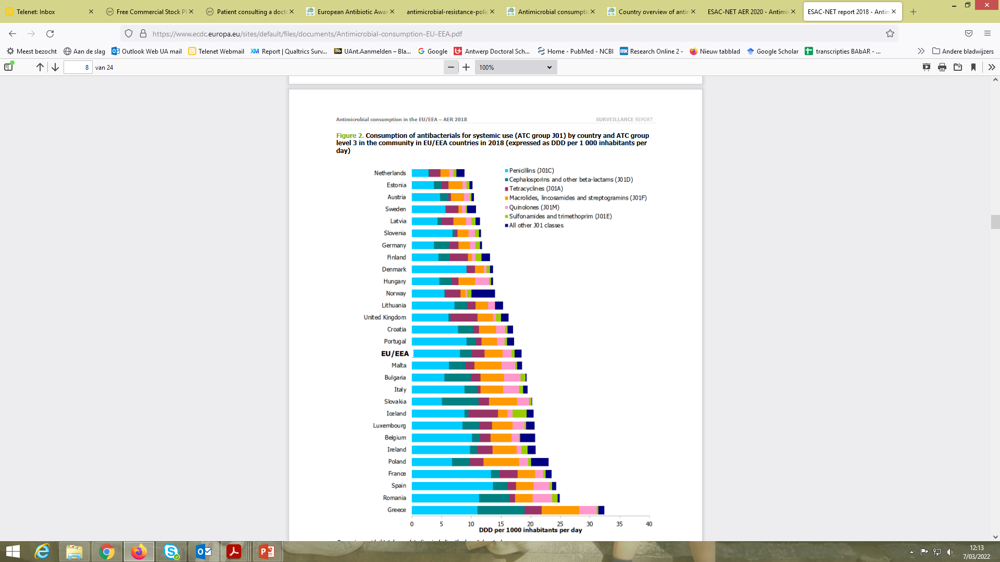 Telenet: Inbox
Free Commercial Stock Ph
Patient consulting a docto
European Antibiotic Awar
antimicrobial-resistance-polic
Antimicrobial consumptio
Country overview of antim
ESAC-NET AER 2020 - Antimic
ESAC-NET report 2018 - Antim
https://www.ecdc.europa.eu/sites/default/files/documents/Antimicrobial-consumption-EU-EEA.pdf
Meest bezocht
Aan de slag
Outlook Web UA mail
Telenet Webmail
Report | Qualtrics Surv...
UAnt.Aanmelden – Bla...
Google
Antwerp Doctoral Sch...
Home - PubMed - NCBI
Research Online 2 -
Nieuw tabblad
Google Scholar
transcripties BAbAR - ...
Andere bladwijzers
8 van 24
100%
Antimicrobial consumption in the EU/EEA – AER 2018
SURVEILLANCE REPORT
Figure 2. Consumption of antibacterials for systemic use (ATC group J01) by country and ATC group
level 3 in the community in EU/EEA countries in 2018 (expressed as DDD per 1 000 inhabitants per
day)
Penicillins (J01C)
Cephalosporins and other beta-lactams (J01D)
Tetracyclines (J01A)
Macrolides, lincosamides and streptogramins (J01F)
Quinolones (J01M)
Sulfonamides and trimethoprim (J01E)
All other J01 classes
Netherlands
Estonia
Austria
Sweden
Latvia
Slovenia
Germany
Finland
Denmark
Hungary
Norway
Lithuania
United Kingdom
Croatia
Portugal
EU/EEA
Malta
Bulgaria
Italy
Slovakia
Iceland
Luxembourg
Belgium
Ireland
Poland
France
Spain
Romania
Greece
0 5 10 15 20 25 30 35 40
DDD per 1000 inhabitants per day
12:13
7/03/2022